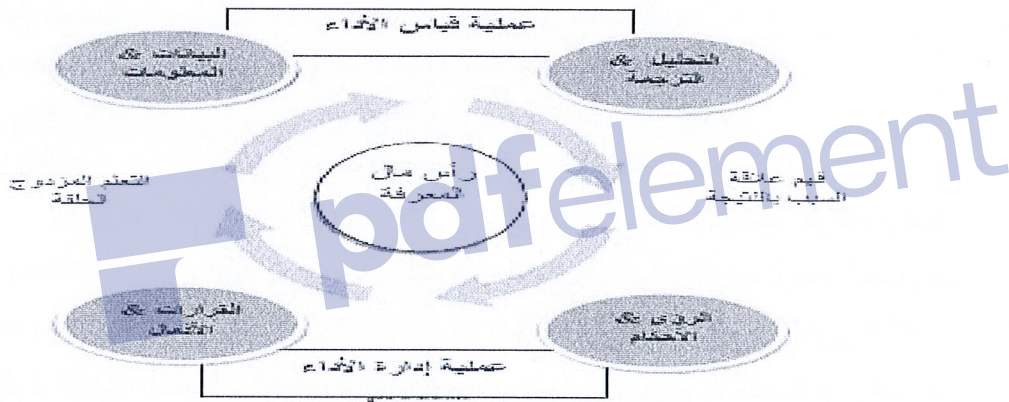 عملية قياس الأداء
البيانات &
المعلومات
التحليل &
الترجمة
رأس مال
المعرفة
التعلم المزدوج
الحلقة
فهم علاقة
السبب بالنتيجة
pdfelement
القرارات &
الأفعال
الرؤى &
الأحكام
عملية إدارة الأداء